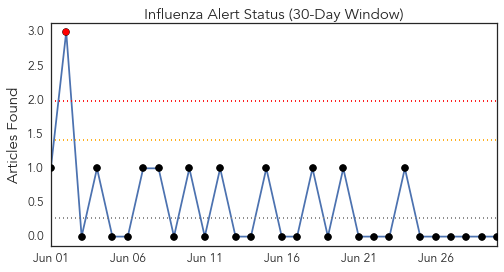 Influenza Alert Status (30-Day Window)
Articles Found
3.0
2.5
2.0
1.5
1.0
0.5
0.0
Jun 01 Jun 06 Jun 11 Jun 16 Jun 21 Jun 26